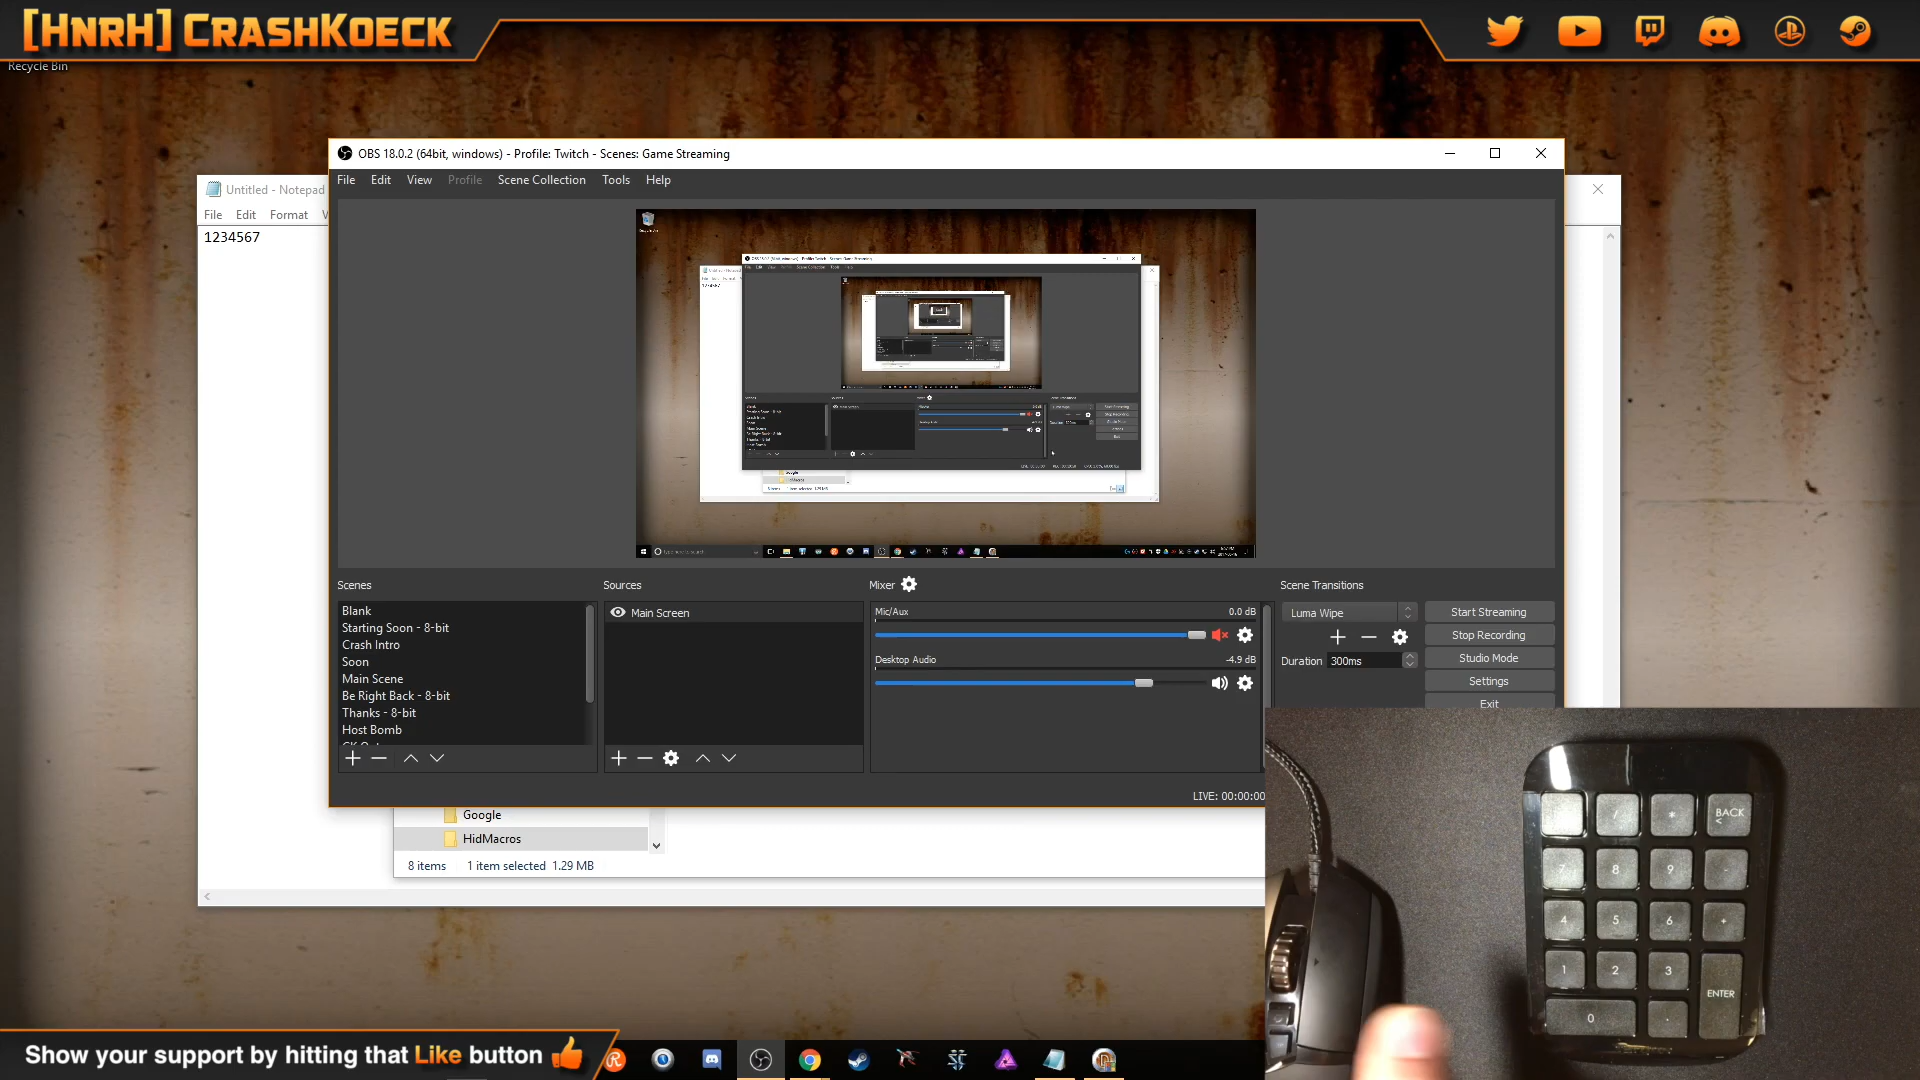 [HnrH] CrashKoeck
Recycle Bin
OBS 18.0.2 (64bit, windows) - Profile: Twitch - Scenes: Game Streaming
File Edit View Profile Scene Collection Tools Help
Untitled - Notepad
File Edit Format V
1234567
Scenes
Blank
Starting Soon - 8-bit
Crash Intro
Soon
Main Scene
Be Right Back - 8-bit
Thanks - 8-bit
Host Bomb
Sources
Main Screen
Mixer
Mic/Aux 0.0 dB
Desktop Audio -4.9 dB
Scene Transitions
Luma Wipe
Duration 300ms
Start Streaming
Stop Recording
Studio Mode
Settings
Exit
LIVE: 00:00:00
Google
HidMacros
8 items 1 item selected 1.29 MB
/ * BACK <
7 8 9 -
4 5 6 +
1 2 3 ENTER
0 .
Show your support by hitting that Like button